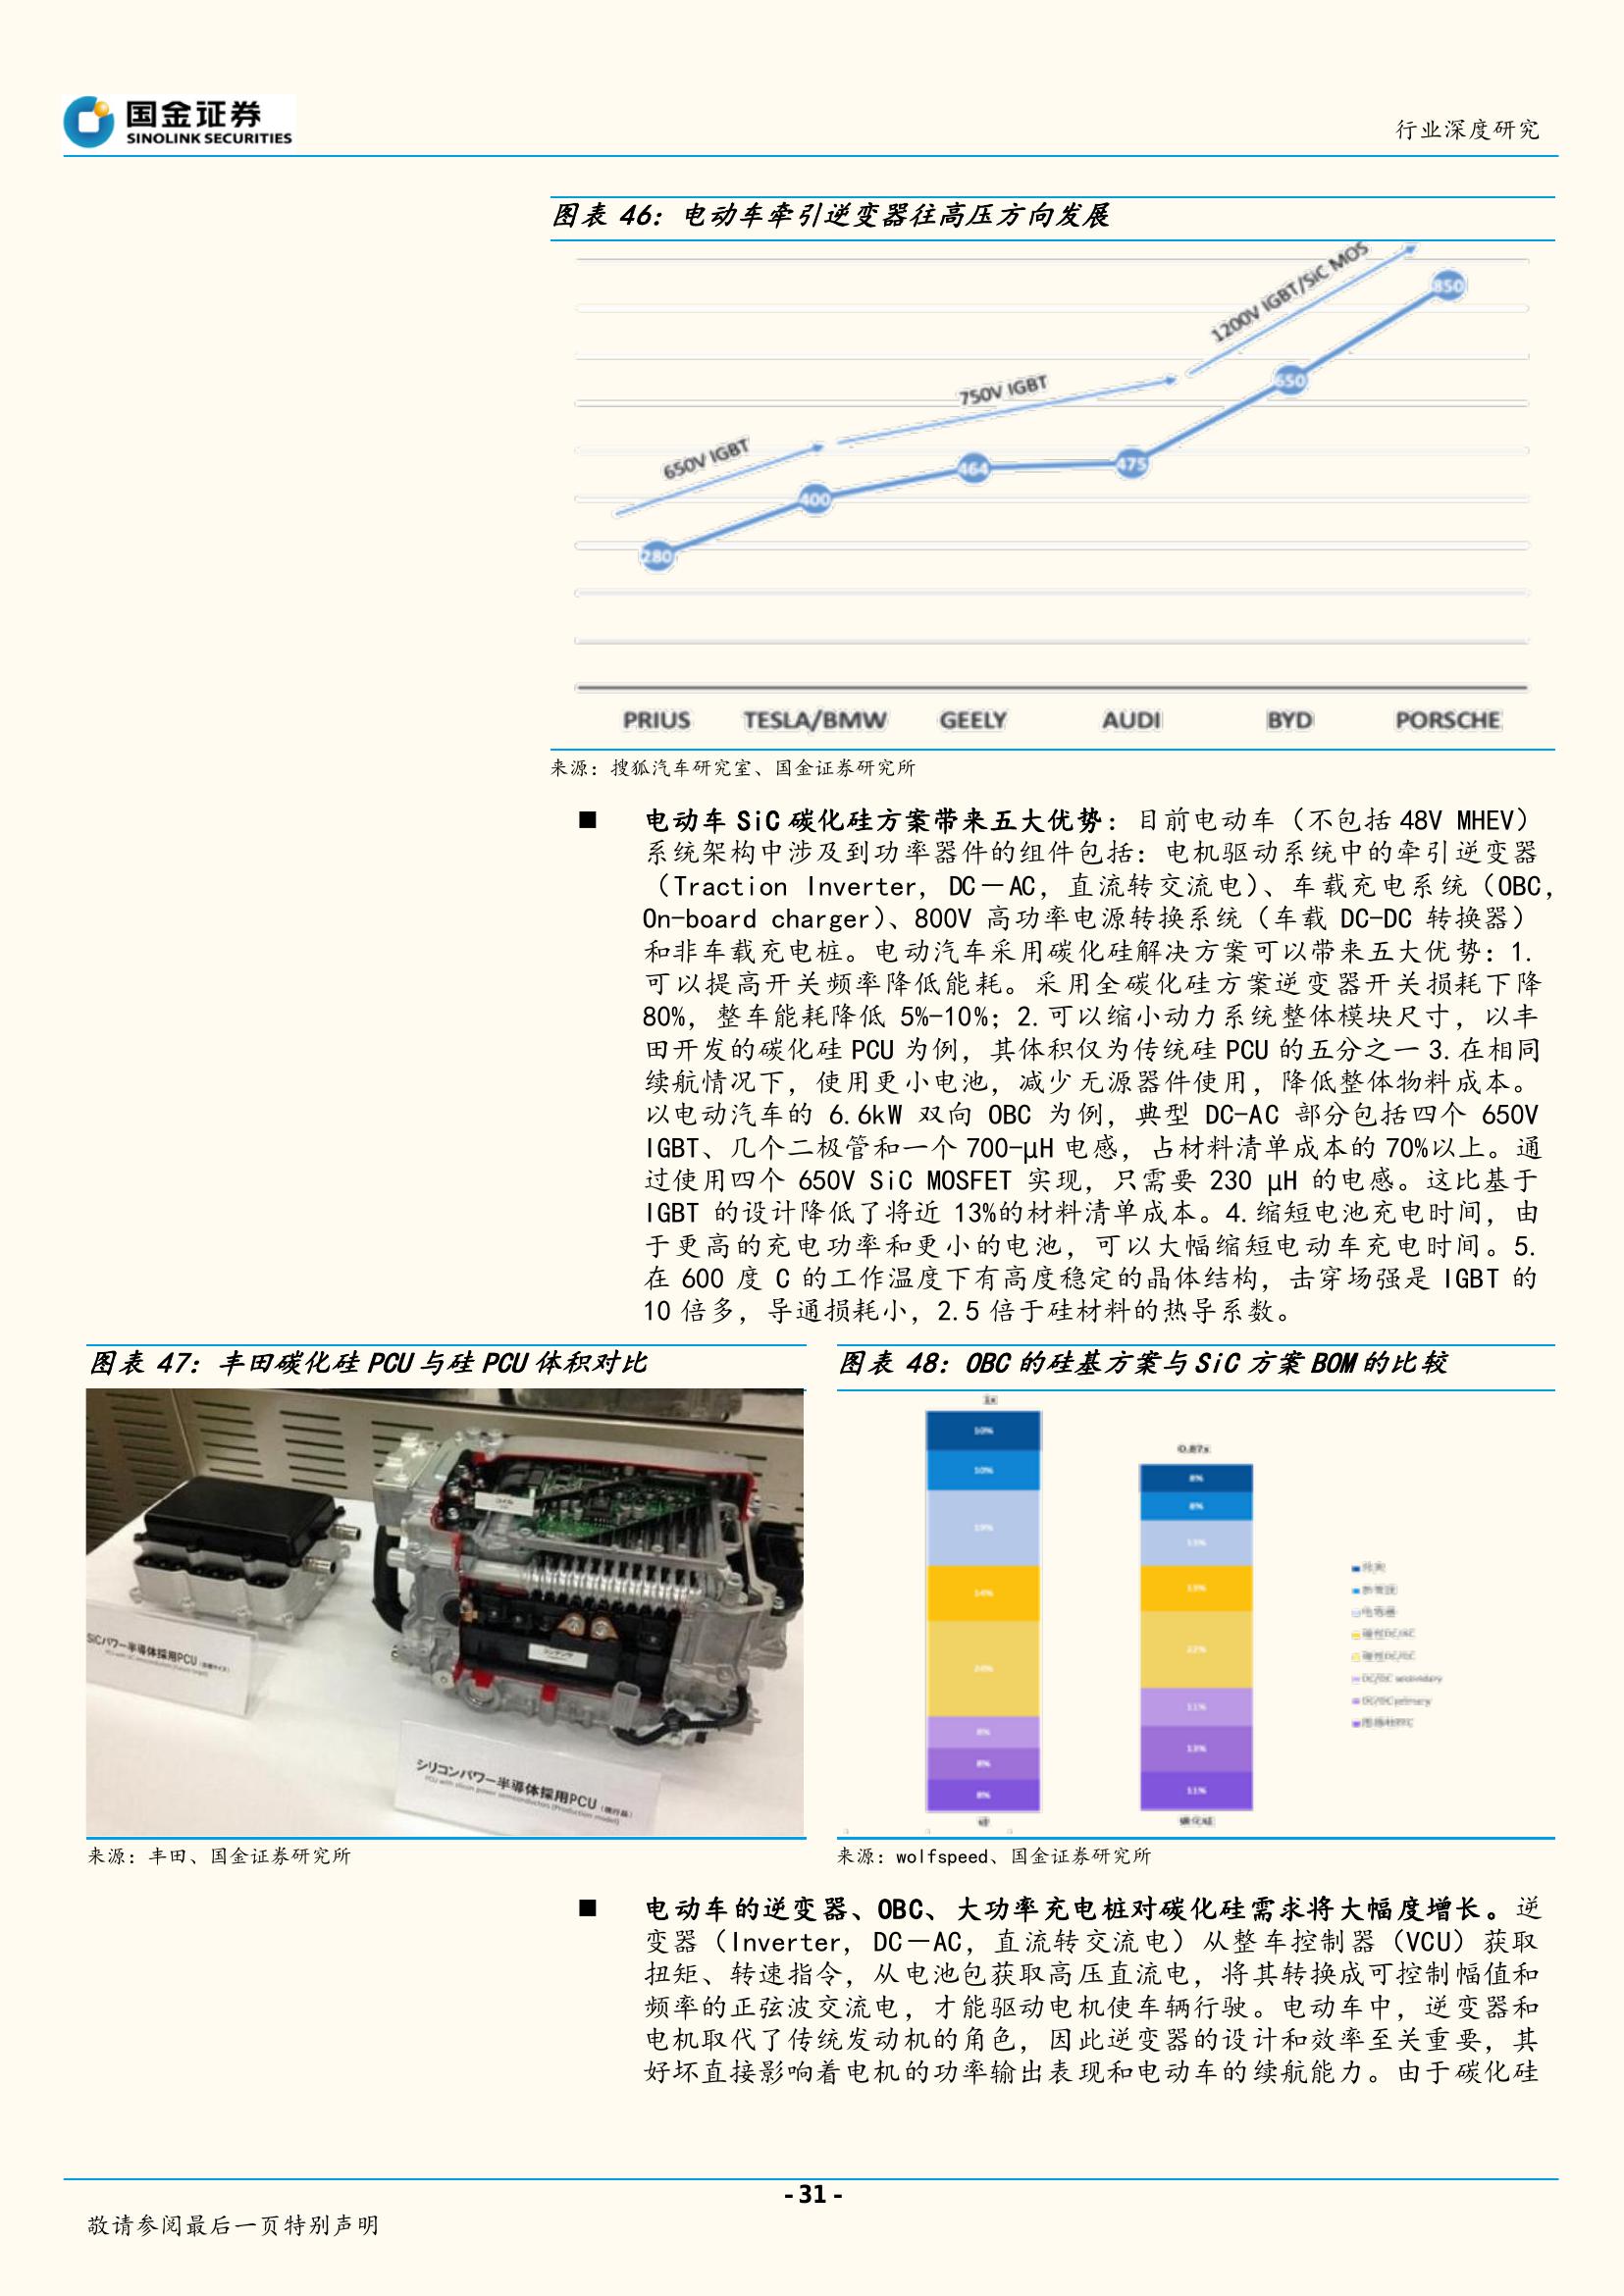 国金证券
SINOLINK SECURITIES
行业深度研究
图表 46：电动车牵引逆变器往高压方向发展
1200V IGBT/SiC MOS
850
750V IGBT
650
650V IGBT
464
475
400
280
PRIUS TESLA/BMW GEELY AUDI BYD PORSCHE
来源：搜狐汽车研究室、国金证券研究所
■ 电动车 SiC 碳化硅方案带来五大优势：目前电动车（不包括 48V MHEV）
系统架构中涉及到功率器件的组件包括：电机驱动系统中的牵引逆变器
（Traction Inverter, DC－AC, 直流转交流电）、车载充电系统（OBC,
On-board charger）、800V 高功率电源转换系统（车载 DC-DC 转换器）
和非车载充电桩。电动汽车采用碳化硅解决方案可以带来五大优势：1.
可以提高开关频率降低能耗。采用全碳化硅方案逆变器开关损耗下降
80%，整车能耗降低 5%-10%；2.可以缩小动力系统整体模块尺寸，以丰
田开发的碳化硅 PCU 为例，其体积仅为传统硅 PCU 的五分之一 3.在相同
续航情况下，使用更小电池，减少无源器件使用，降低整体物料成本。
以电动汽车的 6.6kW 双向 OBC 为例，典型 DC-AC 部分包括四个 650V
IGBT、几个二极管和一个 700-μH 电感，占材料清单成本的 70%以上。通
过使用四个 650V SiC MOSFET 实现，只需要 230 μH 的电感。这比基于
IGBT 的设计降低了将近 13%的材料清单成本。4.缩短电池充电时间，由
于更高的充电功率和更小的电池，可以大幅缩短电动车充电时间。5.
在 600 度 C 的工作温度下有高度稳定的晶体结构，击穿场强是 IGBT 的
10 倍多，导通损耗小，2.5 倍于硅材料的热导系数。
图表 47：丰田碳化硅 PCU 与硅 PCU 体积对比
SiCパワー半導体採用PCU
シリコンパワー半導体採用PCU（現行品）
PCU with silicon power semiconductors (Production model)
来源：丰田、国金证券研究所
图表 48：OBC 的硅基方案与 SiC 方案 BOM 的比较
1x
0.87x
10%
10%
19%
14%
24%
8%
8%
8%
硅
8%
8%
13%
13%
22%
11%
13%
11%
碳化硅
电容器
DC/DC secondary
DC/DC primary
来源：wolfspeed、国金证券研究所
■ 电动车的逆变器、OBC、大功率充电桩对碳化硅需求将大幅度增长。逆
变器（Inverter, DC－AC, 直流转交流电）从整车控制器（VCU）获取
扭矩、转速指令，从电池包获取高压直流电，将其转换成可控制幅值和
频率的正弦波交流电，才能驱动电机使车辆行驶。电动车中，逆变器和
电机取代了传统发动机的角色，因此逆变器的设计和效率至关重要，其
好坏直接影响着电机的功率输出表现和电动车的续航能力。由于碳化硅
- 31 -
敬请参阅最后一页特别声明